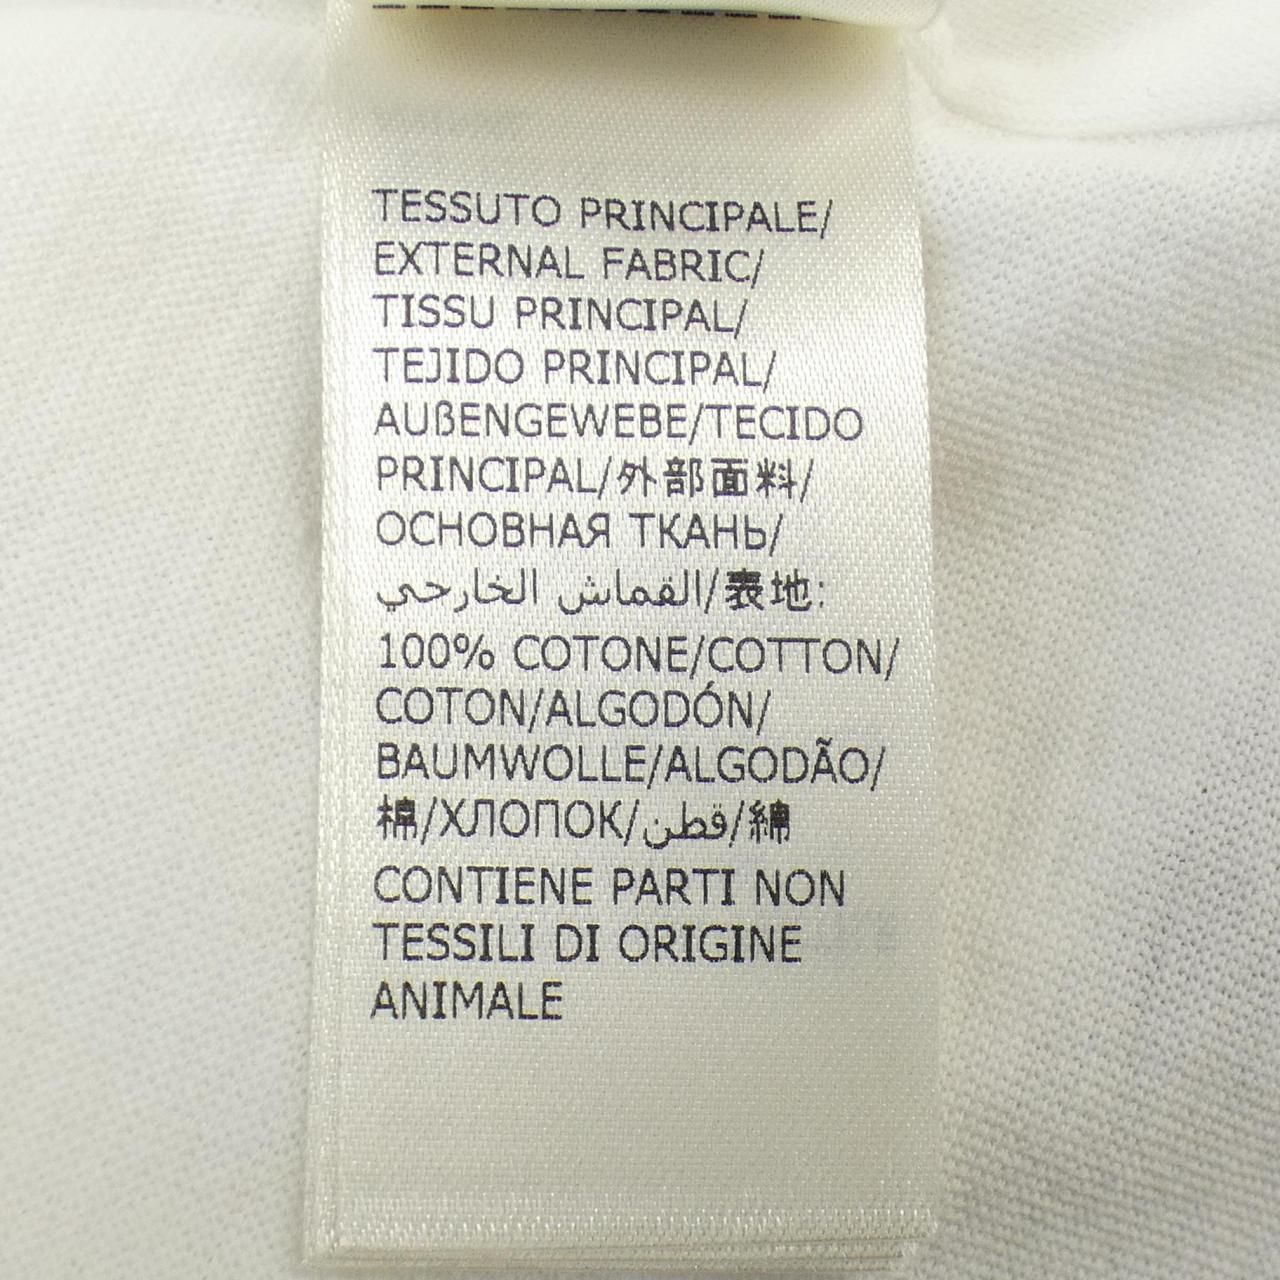 TESSUTO PRINCIPALE/
EXTERNAL FABRIC/
TISSU PRINCIPAL/
TEJIDO PRINCIPAL/
AUßENGEWEBE/TECIDO
PRINCIPAL/外部面料/
ОСНОВНАЯ ТКАНЬ/
القماش الخارجي/表地:
100% COTONE/COTTON/
COTON/ALGODÓN/
BAUMWOLLE/ALGODÃO/
棉/ХЛОПОК/قطن/綿
CONTIENE PARTI NON
TESSILI DI ORIGINE
ANIMALE